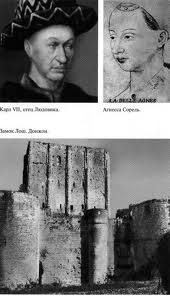 LA BELLE AGNES
Карл VII, отец Людовика.
Агнесса Сорель.
Замок Лош. Донжон.